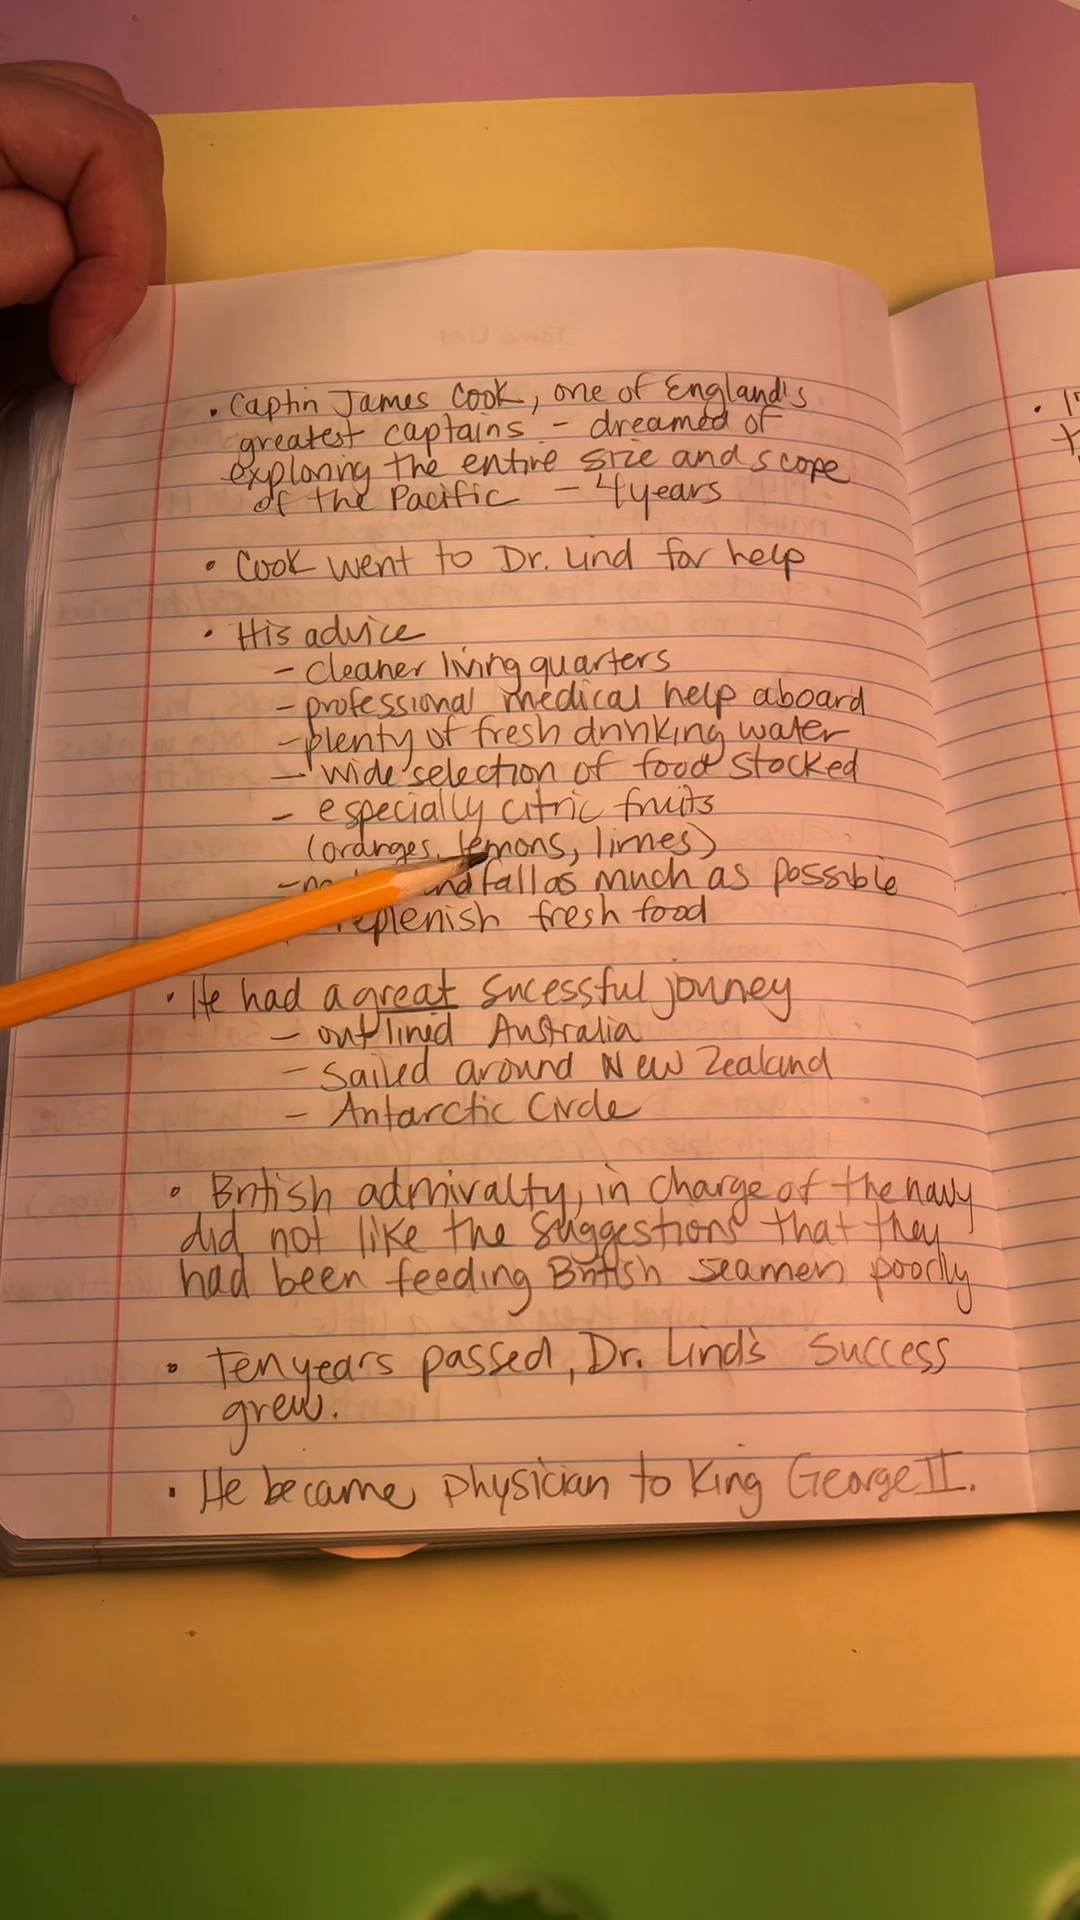 • Captin James Cook, one of England's
greatest captains - dreamed of
exploring the entire size and scope
of the Pacific - 4 years
• Cook went to Dr. Lind for help
• His advice
- cleaner living quarters
- professional medical help aboard
- plenty of fresh drinking water
- wide selection of food stocked
- especially citric fruits
(oranges, lemons, limes)
- fall as much as possible
replenish fresh food
• He had a great sucessful jouney
- outlined Australia
- Sailed around New Zealand
- Antarctic Circle
• British admiralty, in charge of the navy
did not like the suggestions that they
had been feeding British seamen poorly
• Ten years passed, Dr. Lind's success
grew.
• He became physician to King George II.